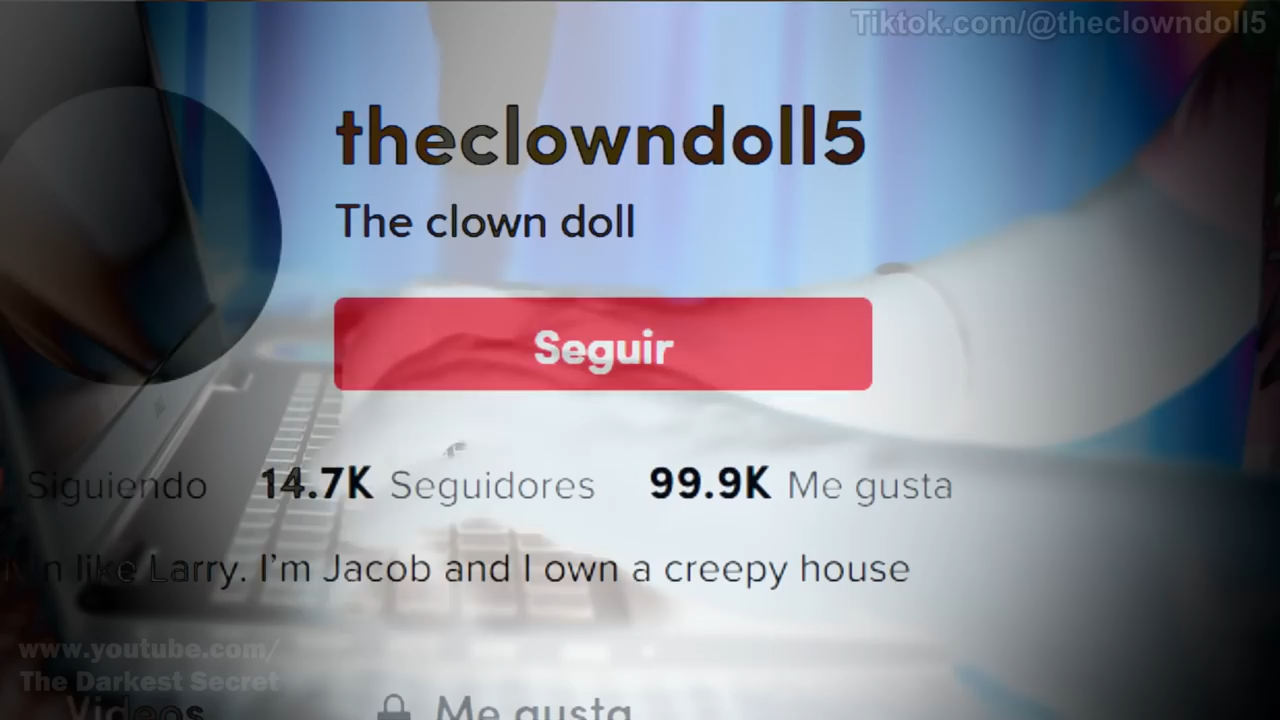 Tiktok.com/@theclowndoll5
theclowndoll5
The clown doll
Seguir
Siguiendo 14.7K Seguidores 99.9K Me gusta
like Larry. I'm Jacob and I own a creepy house
www.youtube.com/
The Darkest Secret
Videos Me gusta